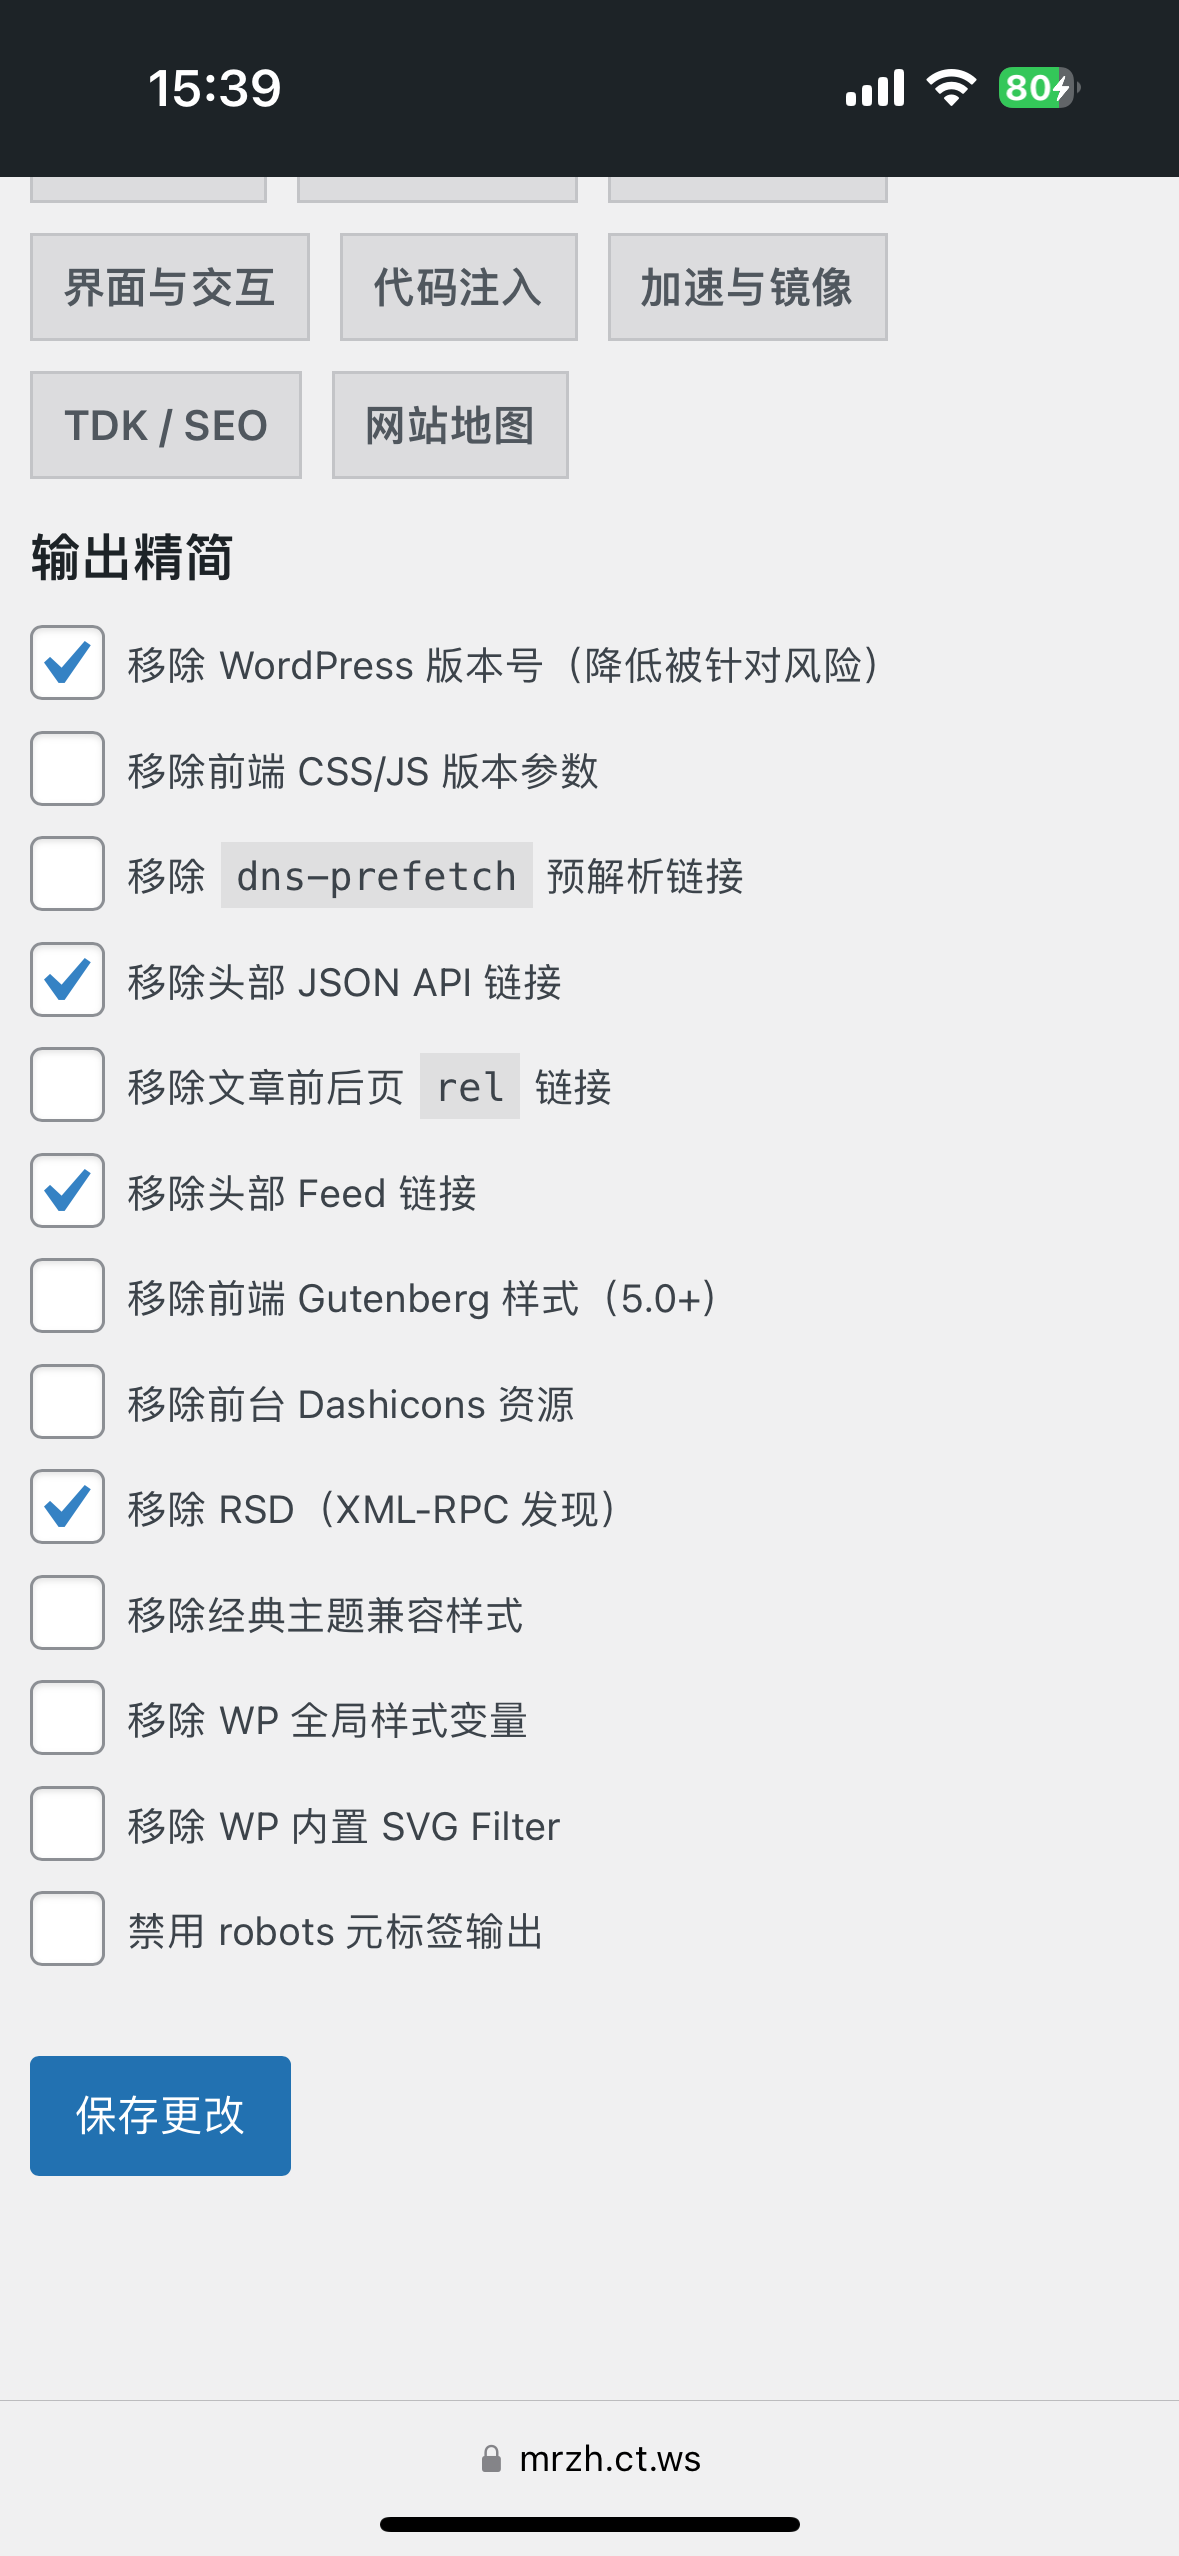 15:39
80
界面与交互 代码注入 加速与镜像
TDK / SEO 网站地图
输出精简
移除 WordPress 版本号（降低被针对风险）
移除前端 CSS/JS 版本参数
移除 dns-prefetch 预解析链接
移除头部 JSON API 链接
移除文章前后页 rel 链接
移除头部 Feed 链接
移除前端 Gutenberg 样式（5.0+）
移除前台 Dashicons 资源
移除 RSD（XML-RPC 发现）
移除经典主题兼容样式
移除 WP 全局样式变量
移除 WP 内置 SVG Filter
禁用 robots 元标签输出
保存更改
mrzh.ct.ws